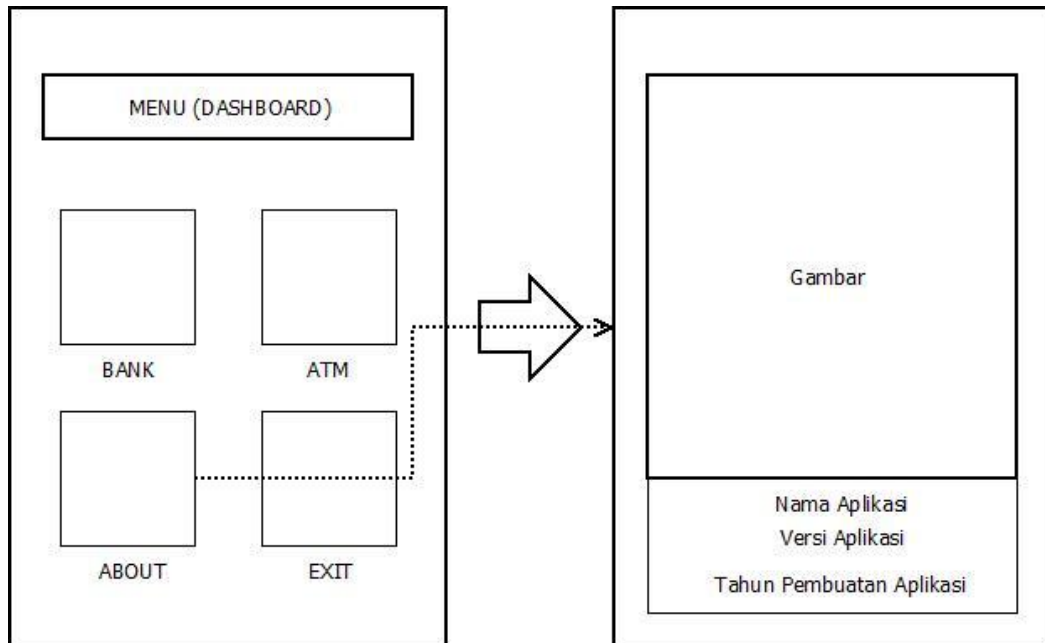 MENU (DASHBOARD)
BANK
ATM
ABOUT
EXIT
Gambar
Nama Aplikasi
Versi Aplikasi
Tahun Pembuatan Aplikasi